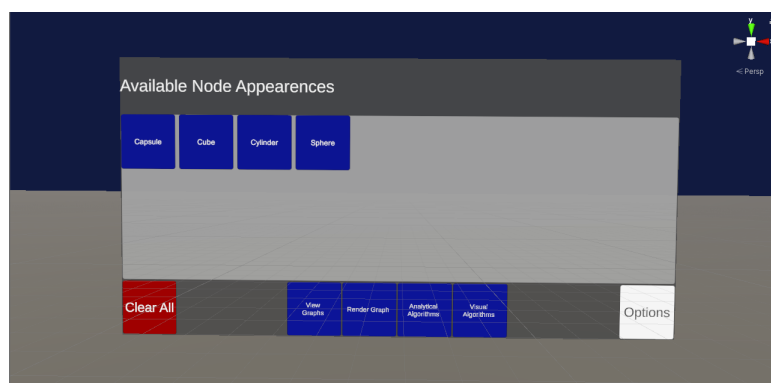 y
Persp
Available Node Appearences
Capsule
Cube
Cylinder
Sphere
Clear All
View
Graphs
Render Graph
Analytical
Algorithms
Visual
Algorithms
Options